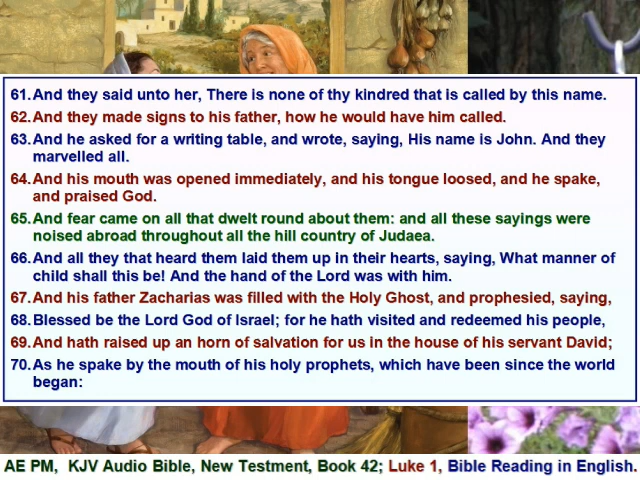 61. And they said unto her, There is none of thy kindred that is called by this name.
62. And they made signs to his father, how he would have him called.
63. And he asked for a writing table, and wrote, saying, His name is John. And they
marvelled all.
64. And his mouth was opened immediately, and his tongue loosed, and he spake,
and praised God.
65. And fear came on all that dwelt round about them: and all these sayings were
noised abroad throughout all the hill country of Judaea.
66. And all they that heard them laid them up in their hearts, saying, What manner of
child shall this be! And the hand of the Lord was with him.
67. And his father Zacharias was filled with the Holy Ghost, and prophesied, saying,
68. Blessed be the Lord God of Israel; for he hath visited and redeemed his people,
69. And hath raised up an horn of salvation for us in the house of his servant David;
70. As he spake by the mouth of his holy prophets, which have been since the world
began:
AE PM, KJV Audio Bible, New Testment, Book 42; Luke 1, Bible Reading in English.